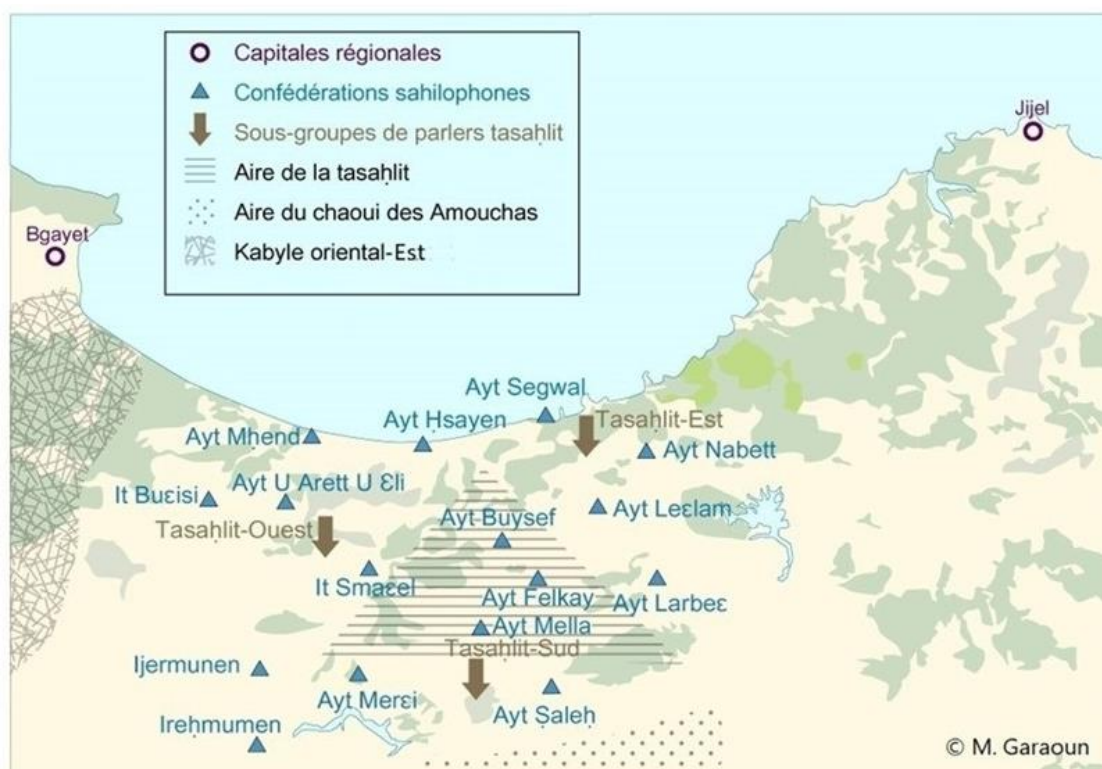 Capitales régionales
Confédérations sahilophones
Sous-groupes de parlers tasaḥlit
Aire de la tasaḥlit
Aire du chaoui des Amouchas
Kabyle oriental-Est
Jijel
Bgayet
Ayt Segwal
Ayt Mḥend
Ayt Ḥsayen
Tasaḥlit-Est
Ayt Nabett
It Buɛisi
Ayt U Arett U Ɛli
Ayt Leɛlam
Tasaḥlit-Ouest
Ayt Buysef
It Smaɛel
Ayt Felkay
Ayt Larbeɛ
Ayt Mella
Tasaḥlit-Sud
Ijermunen
Ayt Merɛi
Ayt Ṣaleḥ
Ireḥmumen
© M. Garaoun